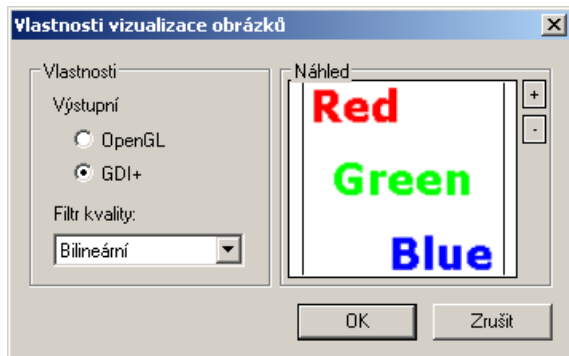 Vlastnosti vizualizace obrázků
Vlastnosti
Výstupní
OpenGL
GDI+
Filtr kvality:
Bilineární
Náhled
Red
Green
Blue
+
-
OK
Zrušit